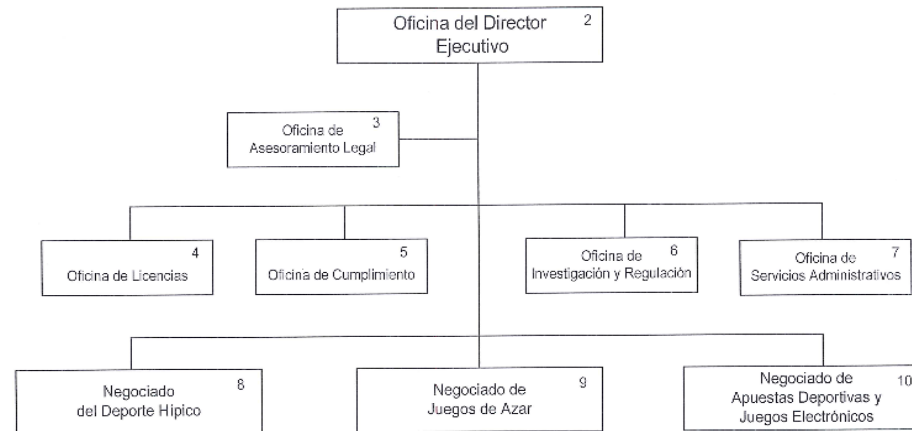 Oficina del Director 2
Ejecutivo
3
Oficina de
Asesoramiento Legal
4
Oficina de Licencias
5
Oficina de Cumplimiento
6
Oficina de
Investigación y Regulación
7
Oficina de
Servicios Administrativos
Negociado 8
del Deporte Hípico
Negociado de 9
Juegos de Azar
Negociado de 10
Apuestas Deportivas y
Juegos Electrónicos